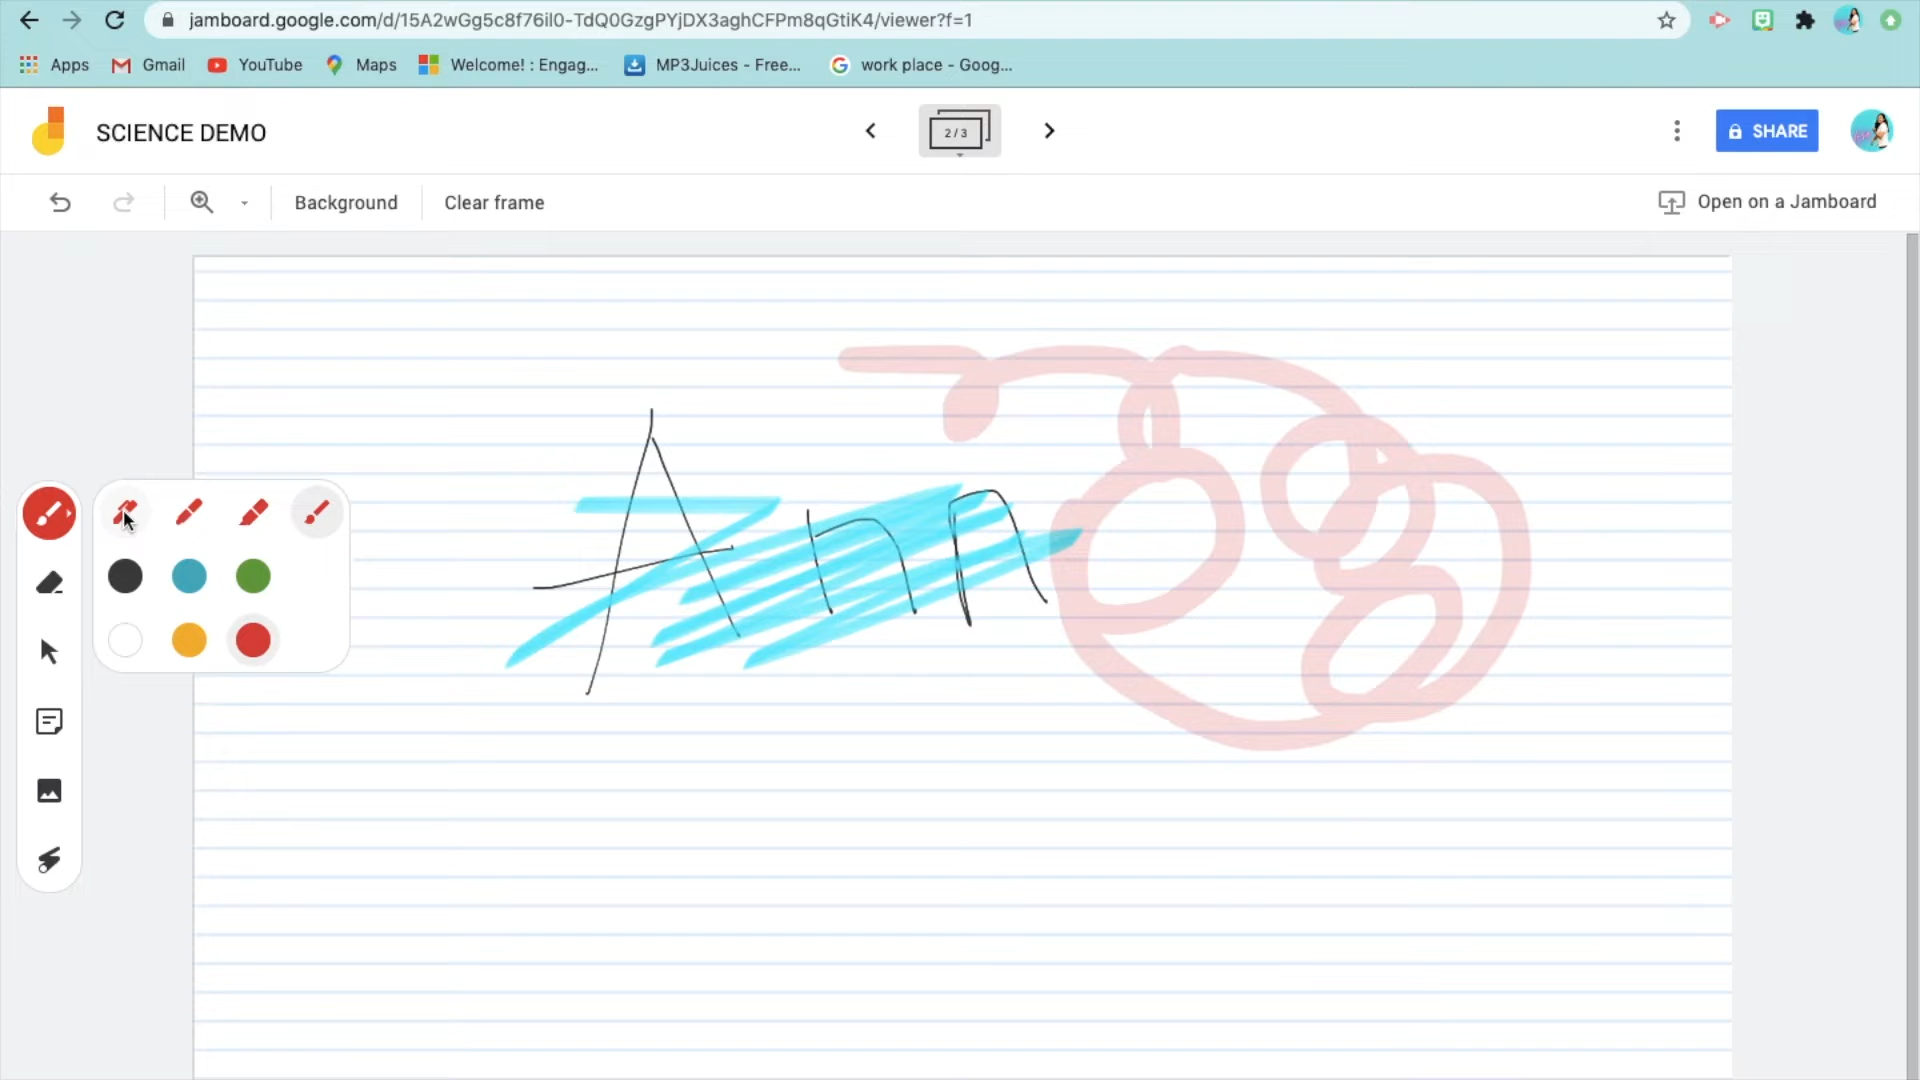 jamboard.google.com/d/15A2wGg5c8f76il0-TdQ0GzgPYjDX3aghCFPm8qGtiK4/viewer?f=1
Apps Gmail YouTube Maps Welcome! : Engag... MP3Juices - Free... work place - Goog...
SCIENCE DEMO 2/3 SHARE
Background Clear frame Open on a Jamboard
Ann